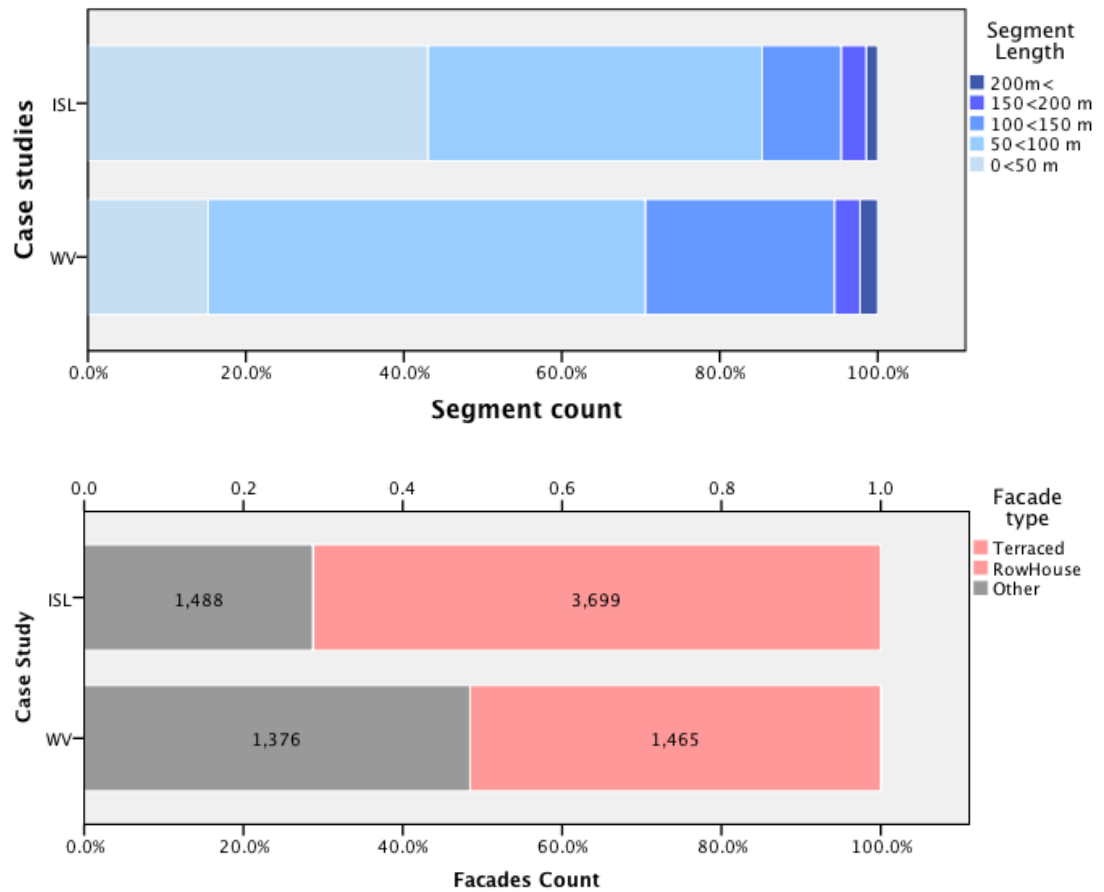 Segment
Length
200m<
150<200 m
100<150 m
50<100 m
0<50 m
Case studies
ISL
WV
0.0% 20.0% 40.0% 60.0% 80.0% 100.0%
Segment count
0.0 0.2 0.4 0.6 0.8 1.0
Facade
type
Terraced
RowHouse
Other
Case Study
ISL 1,488 3,699
WV 1,376 1,465
0.0% 20.0% 40.0% 60.0% 80.0% 100.0%
Facades Count